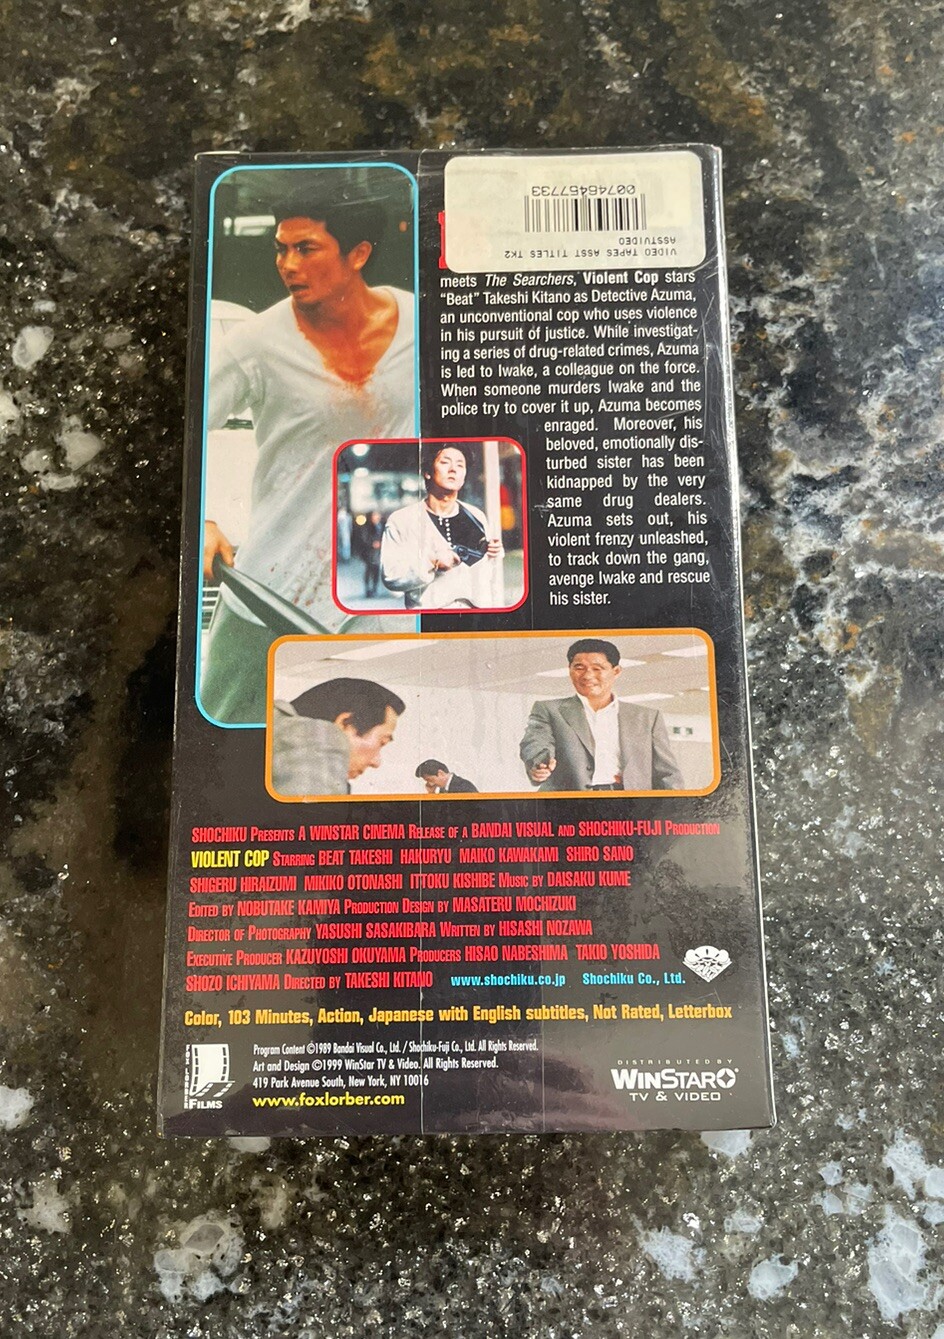 VIDEO TAPES ASST TITLES TK2
ASSTVIDEO
007464457733
meets The Searchers, Violent Cop stars
“Beat” Takeshi Kitano as Detective Azuma,
an unconventional cop who uses violence
in his pursuit of justice. While investigat-
ing a series of drug-related crimes, Azuma
is led to Iwake, a colleague on the force.
When someone murders Iwake and the
police try to cover it up, Azuma becomes
enraged. Moreover, his
beloved, emotionally dis-
turbed sister has been
kidnapped by the very
same drug dealers.
Azuma sets out, his
violent frenzy unleashed,
to track down the gang,
avenge Iwake and rescue
his sister.
SHOCHIKU PRESENTS A WINSTAR CINEMA RELEASE OF A BANDAI VISUAL AND SHOCHIKU-FUJI PRODUCTION
VIOLENT COP STARRING BEAT TAKESHI HAKURYU MAIKO KAWAKAMI SHIRO SANO
SHIGERU HIRAIZUMI MIKIKO OTONASHI ITTOKU KISHIBE MUSIC BY DAISAKU KUME
EDITED BY NOBUTAKE KAMIYA PRODUCTION DESIGN BY MASATERU MOCHIZUKI
DIRECTOR OF PHOTOGRAPHY YASUSHI SASAKIBARA WRITTEN BY HISASHI NOZAWA
EXECUTIVE PRODUCER KAZUYOSHI OKUYAMA PRODUCERS HISAO NABESHIMA TAKIO YOSHIDA
SHOZO ICHIYAMA DIRECTED BY TAKESHI KITANO www.shochiku.co.jp Shochiku Co., Ltd.
Color, 103 Minutes, Action, Japanese with English subtitles, Not Rated, Letterbox
FOX LORBER
FILMS
Program Content ©1989 Bandai Visual Co., Ltd. / Shochiku-Fuji Co., Ltd. All Rights Reserved.
Art and Design ©1999 WinStar TV & Video. All Rights Reserved.
419 Park Avenue South, New York, NY 10016
www.foxlorber.com
DISTRIBUTED BY
WINSTAR
TV & VIDEO